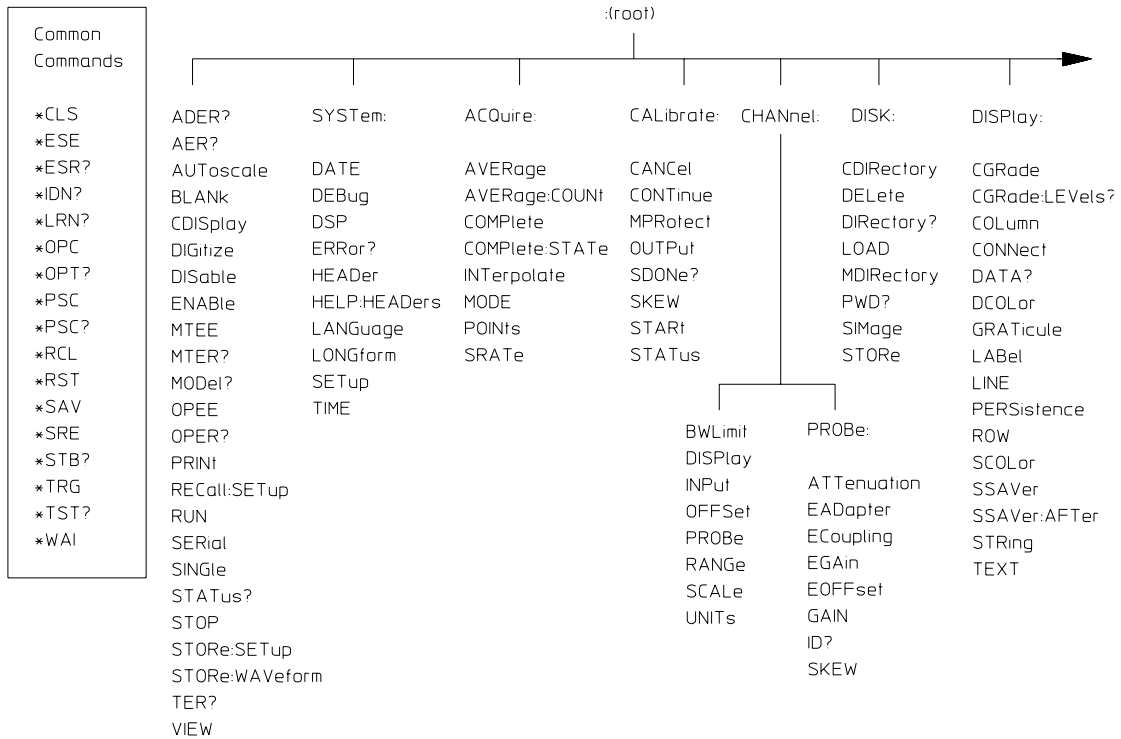 :(root)
Common
Commands
*CLS
*ESE
*ESR?
*IDN?
*LRN?
*OPC
*OPT?
*PSC
*PSC?
*RCL
*RST
*SAV
*SRE
*STB?
*TRG
*TST?
*WAI
ADER?
AER?
AUToscale
BLANk
CDISplay
DIGitize
DISable
ENABle
MTEE
MTER?
MODel?
OPEE
OPER?
PRINt
RECall:SETup
RUN
SERial
SINGle
STATus?
STOP
STORe:SETup
STORe:WAVeform
TER?
VIEW
SYSTem:
DATE
DEBug
DSP
ERRor?
HEADer
HELP:HEADers
LANGuage
LONGform
SETup
TIME
ACQuire:
AVERage
AVERage:COUNt
COMPlete
COMPlete:STATe
INTerpolate
MODE
POINts
SRATe
CALibrate:
CANCel
CONTinue
MPRotect
OUTPut
SDONe?
SKEW
STARt
STATus
CHANnel:
BWLimit
DISPlay
INPut
OFFSet
PROBe
RANGe
SCALe
UNITs
PROBe:
ATTenuation
EADapter
ECoupling
EGAin
EOFFset
GAIN
ID?
SKEW
DISK:
CDIRectory
DELete
DIRectory?
LOAD
MDIRectory
PWD?
SIMage
STORe
DISPlay:
CGRade
CGRade:LEVels?
COLumn
CONNect
DATA?
DCOLor
GRATicule
LABel
LINE
PERSistence
ROW
SCOLor
SSAVer
SSAVer:AFTer
STRing
TEXT